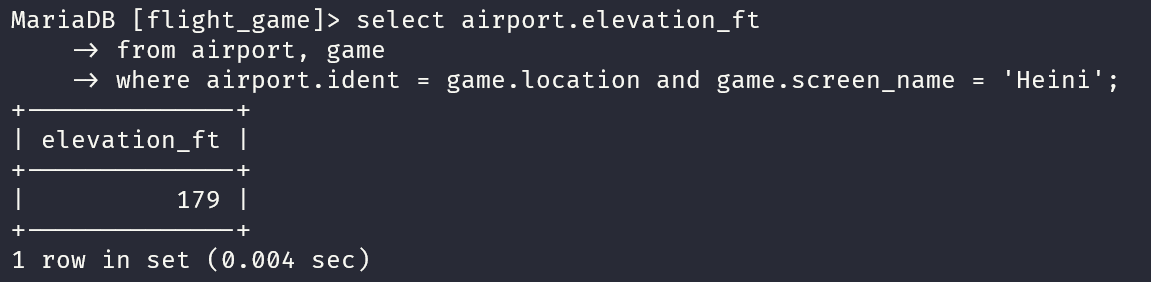 MariaDB [flight_game]> select airport.elevation_ft
    -> from airport, game
    -> where airport.ident = game.location and game.screen_name = 'Heini';
+--------------+
| elevation_ft |
+--------------+
|          179 |
+--------------+
1 row in set (0.004 sec)